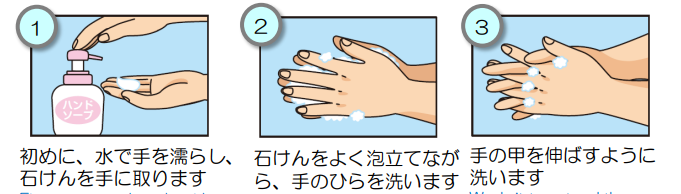 1
ハンド
ソープ
初めに、水で手を濡らし、
石けんを手に取ります
2
石けんをよく泡立てなが
ら、手のひらを洗います
3
手の甲を伸ばすように
洗います